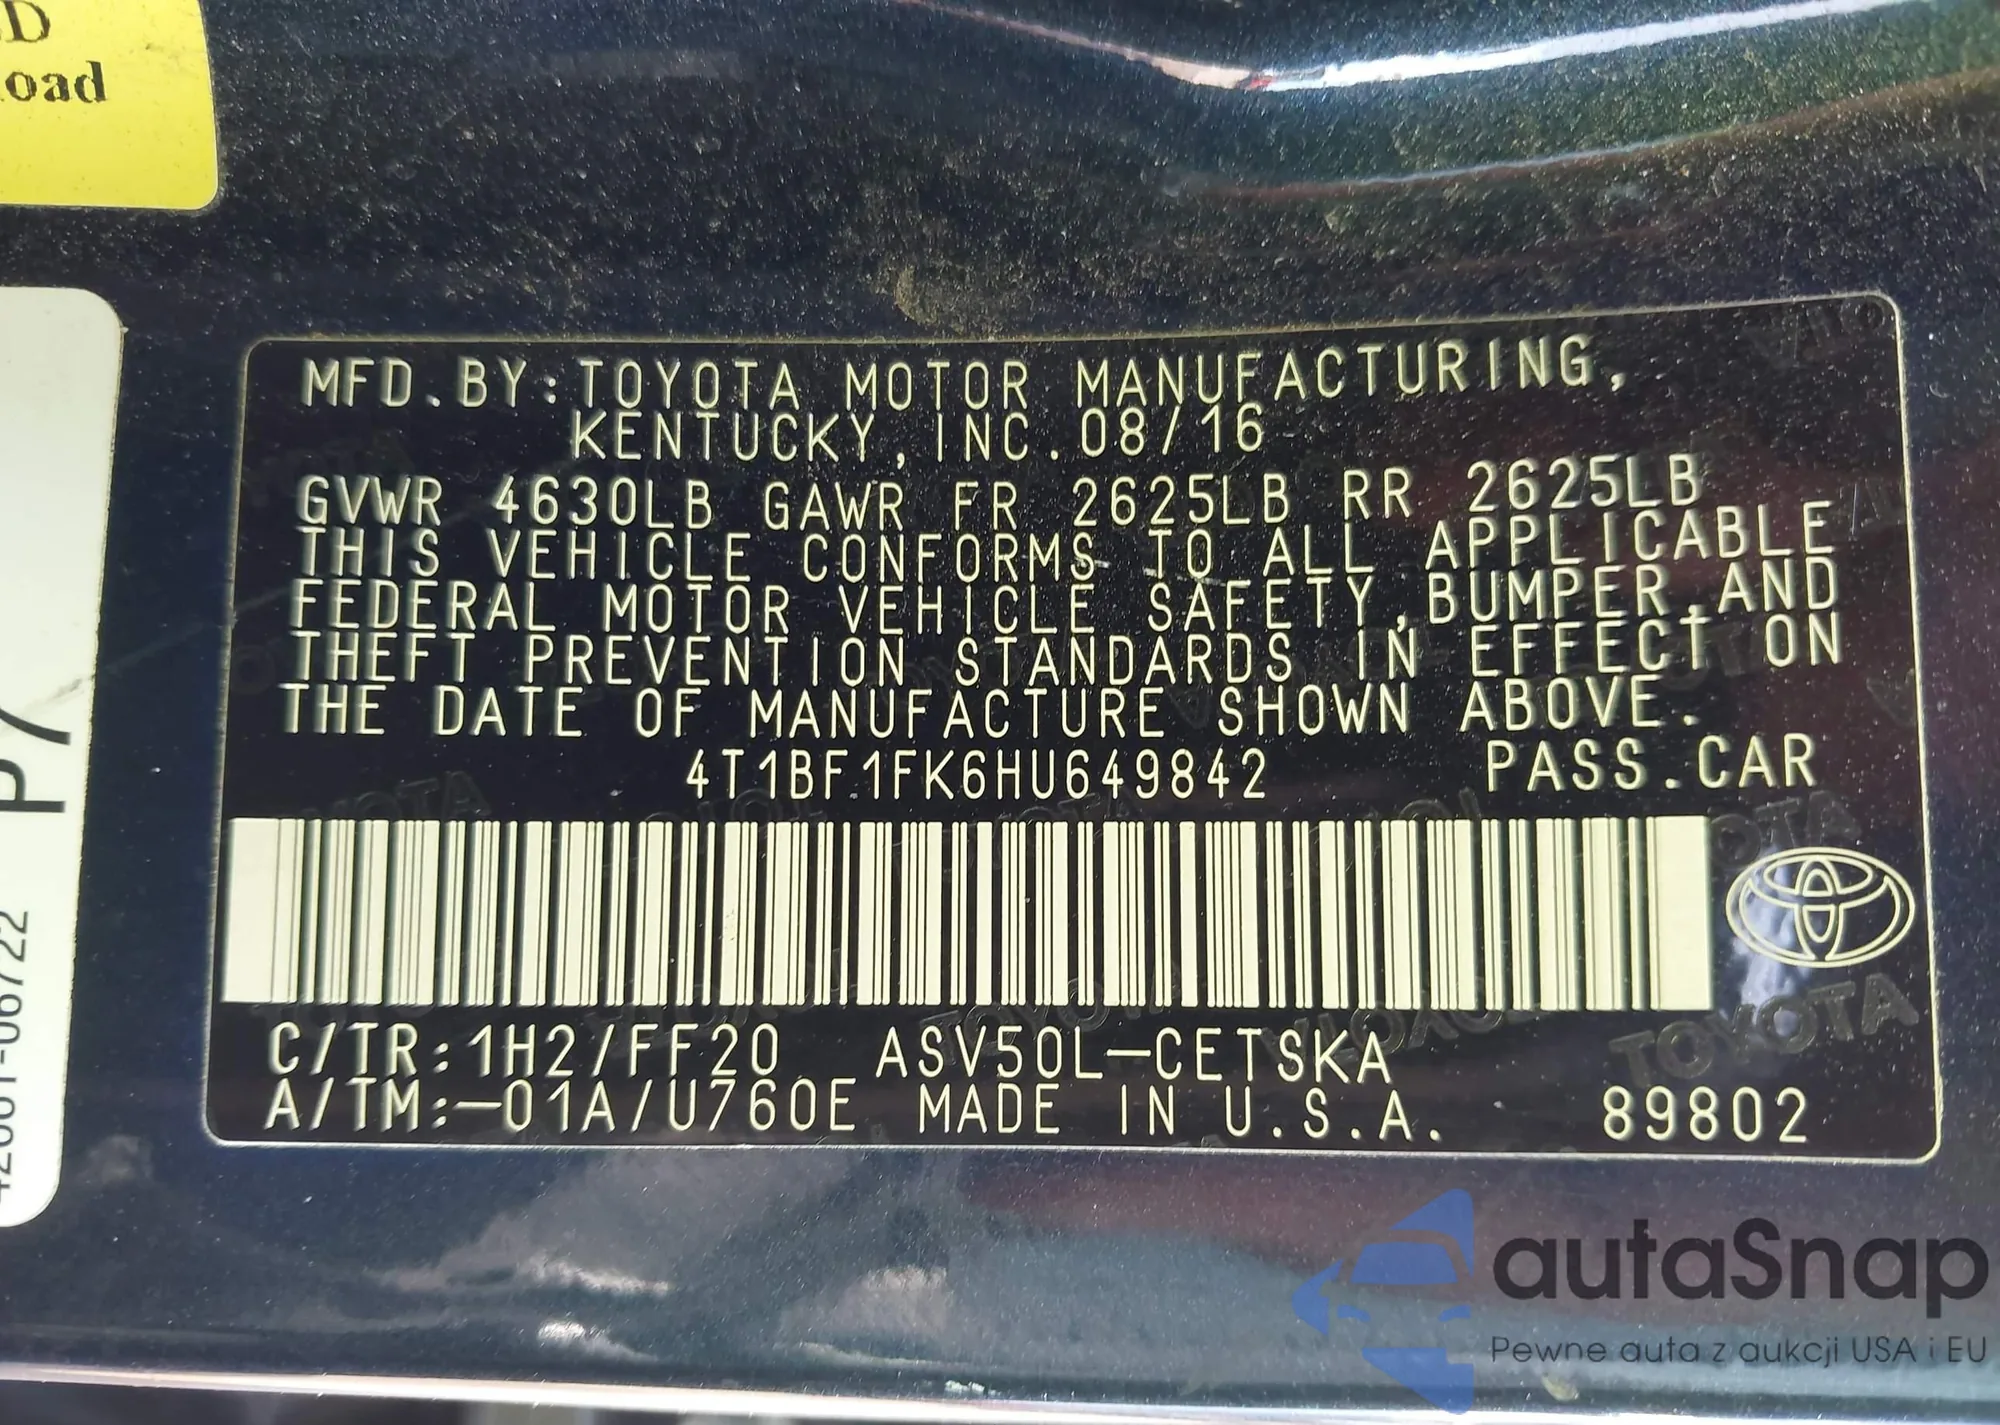 oad
P7
06722
MFD.BY:TOYOTA MOTOR MANUFACTURING,
KENTUCKY, INC. 08/16
GVWR 4630LB GAWR FR 2625LB RR 2625LB
THIS VEHICLE CONFORMS TO ALL APPLICABLE
FEDERAL MOTOR VEHICLE SAFETY,BUMPER,AND
THEFT PREVENTION STANDARDS IN EFFECT ON
THE DATE OF MANUFACTURE SHOWN ABOVE.
4T1BF1FK6HU649842 PASS.CAR
C/TR:1H2/FF20 ASV50L-CETSKA
A/TM:-01A/U760E MADE IN U.S.A. 89802
TOYOTA
autaSnap
Pewne auta z aukcji USA i EU